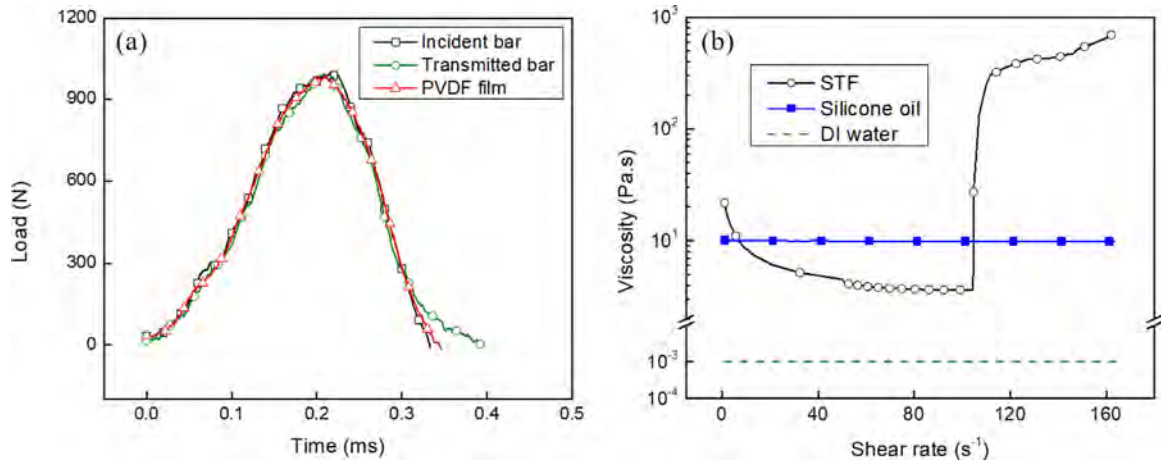 (a)
Incident bar
Transmitted bar
PVDF film
1200
900
600
300
0
Load (N)
0.0 0.1 0.2 0.3 0.4 0.5
Time (ms)
(b)
STF
Silicone oil
DI water
10³
10²
10¹
10⁻³
10⁻⁴
Viscosity (Pa.s)
0 40 80 120 160
Shear rate (s⁻¹)